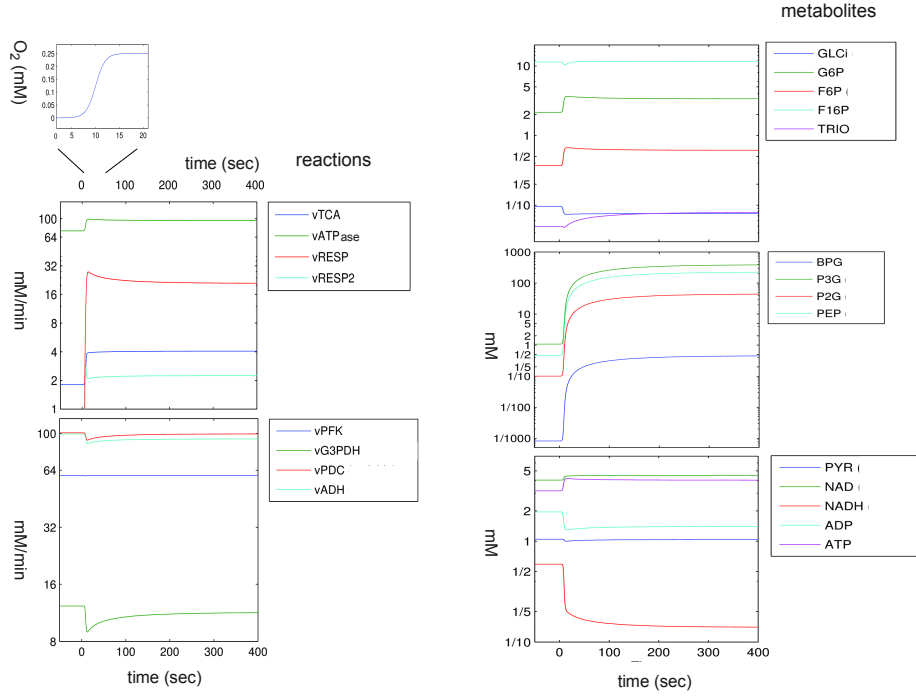 metabolites
O2 (mM)
0.25
0.2
0.15
0.1
0.05
0
0 5 10 15 20
time (sec)
reactions
0 100 200 300 400
100
64
32
16
8
4
2
1
mM/min
vTCA
vATPase
vRESP
vRESP2
100
64
32
16
8
mM/min
vPFK
vG3PDH
vPDC
vADH
0 100 200 300 400
time (sec)
10
5
2
1
1/2
1/5
1/10
GLCi
G6P
F6P (
F16P
TRIO
1000
100
10
5
2
1
1/2
1/5
1/10
1/100
1/1000
mM
BPG
P3G (
P2G (
PEP (
5
2
1
1/2
1/5
1/10
mM
PYR (
NAD (
NADH (
ADP
ATP
0 100 200 300 400
time (sec)